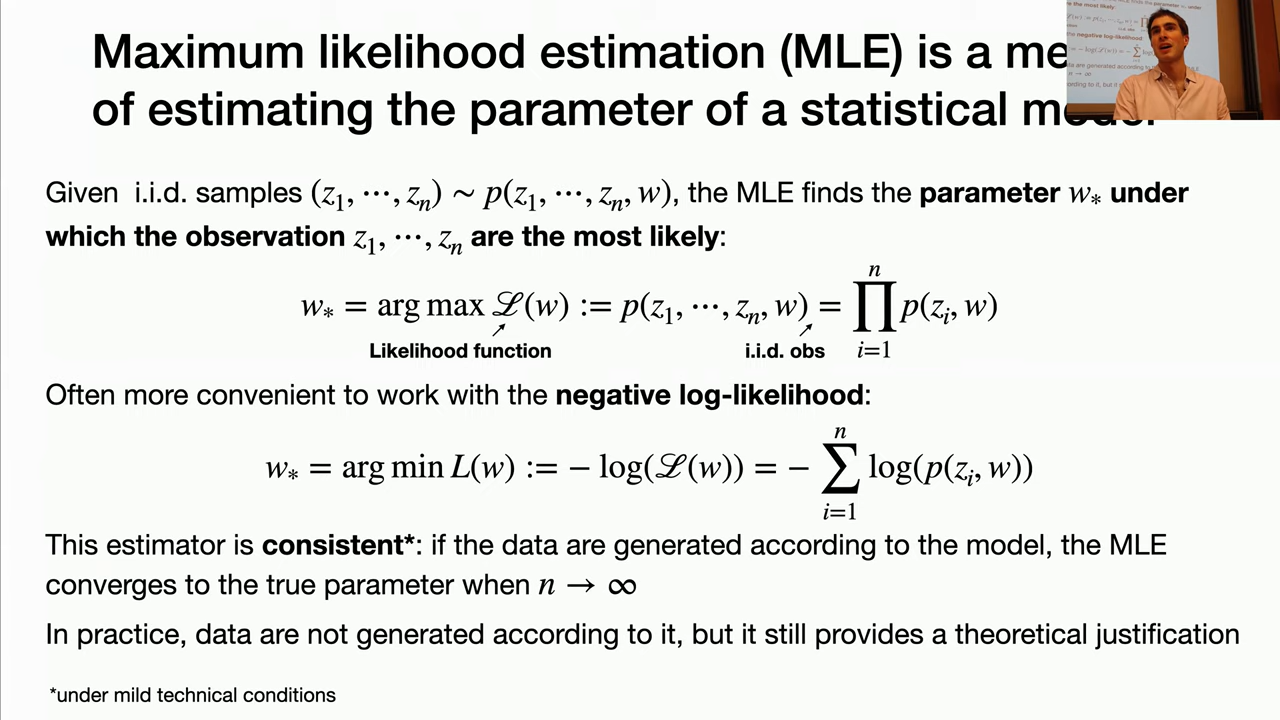 Maximum likelihood estimation (MLE) is a me
of estimating the parameter of a statistical model
Given i.i.d. samples (z₁, ⋯, zₙ) ∼ p(z₁, ⋯, zₙ, w), the MLE finds the parameter w* under
which the observation z₁, ⋯, zₙ are the most likely:
w* = arg max ℒ(w) := p(z₁, ⋯, zₙ, w) = ∏ᵢ₌₁ⁿ p(zᵢ, w)
Likelihood function i.i.d. obs
Often more convenient to work with the negative log-likelihood:
w* = arg min L(w) := − log(ℒ(w)) = − ∑ᵢ₌₁ⁿ log(p(zᵢ, w))
This estimator is consistent*: if the data are generated according to the model, the MLE
converges to the true parameter when n → ∞
In practice, data are not generated according to it, but it still provides a theoretical justification
*under mild technical conditions